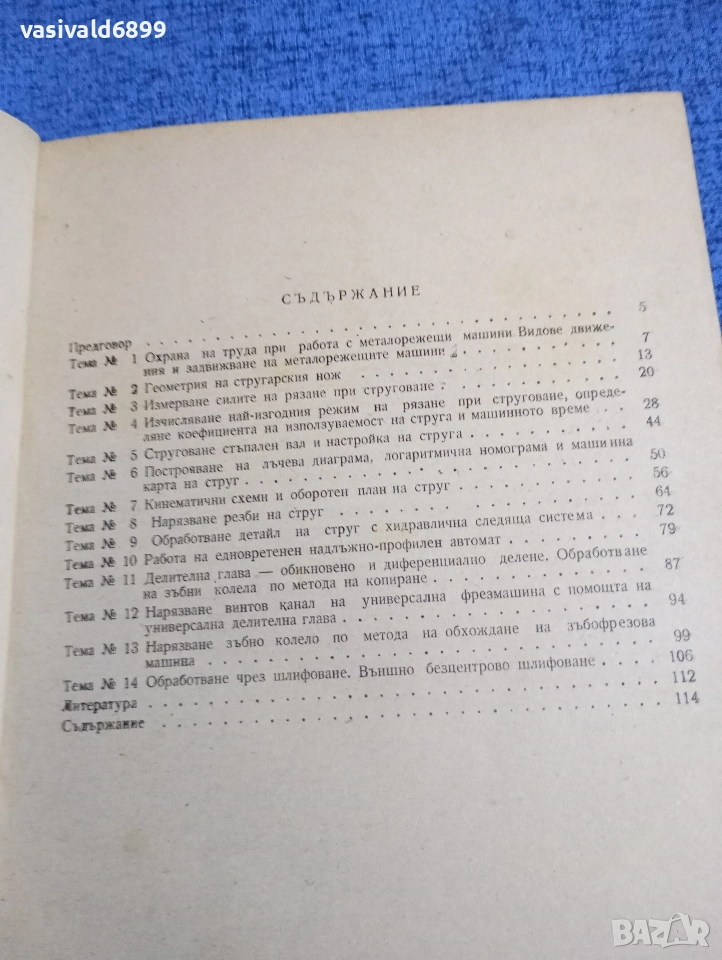 vasivald6899
СЪДЪРЖАНИЕ
Предговор . . . . . . . . . . . . . . . . . . . . 5
Тема № 1 Охрана на труда при работа с металорежещи машини Видове движе-
ния и задвижване на металорежещите машини . . . . . . . 7
Тема № 2 Геометрия на стругарския нож . . . . . . . . . . 13
Тема № 3 Измерване силите на рязане при струговане . . . . . . . 20
Тема № 4 Изчисляване най-изгодния режим на рязане при струговане, опреде-
ляне коефициента на използуваемост на струга и машинното време . . 28
Тема № 5 Струговане стъпален вал и настройка на струга . . . . . . . 44
Тема № 6 Построяване на лъчева диаграма, логаритмична номограма и машинна
карта на струг . . . . . . . . . . . . . . . 50
Тема № 7 Кинематични схеми и оборотен план на струг . . . . . . . 56
Тема № 8 Нарязване резби на струг . . . . . . . . . . . 64
Тема № 9 Обработване детайл на струг с хидравлична следяща система . . 72
Тема № 10 Работа на едновретенен надлъжно-профилен автомат . . . . . 79
Тема № 11 Делителна глава — обикновено и диференциално делене. Обработване
на зъбни колела по метода на копиране . . . . . . . . . 87
Тема № 12 Нарязване винтов канал на универсална фрезмашина с помощта на
универсална делителна глава . . . . . . . . . . . . 94
Тема № 13 Нарязване зъбно колело по метода на обхождане на зъбофрезова
машина . . . . . . . . . . . . . . . . . 99
Тема № 14 Обработване чрез шлифоване. Външно безцентрово шлифоване . . . 106
Литература . . . . . . . . . . . . . . . . . . . . 112
Съдържание . . . . . . . . . . . . . . . . . . . . 114
BAZAR